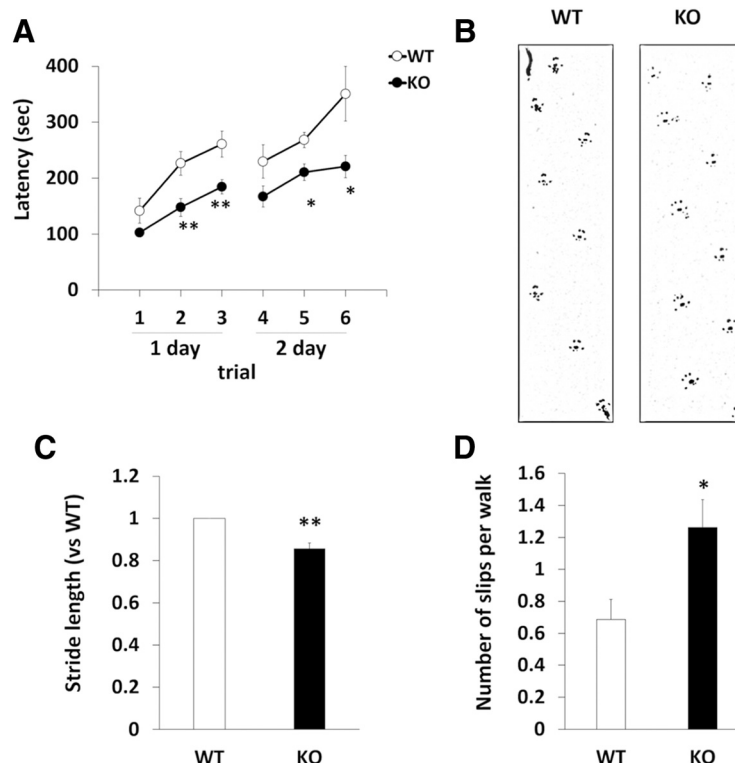 A
Latency (sec)
400
300
200
100
0
WT
KO
**
**
*
*
1 2 3 4 5 6
1 day 2 day
trial
B
WT KO
C
Stride length (vs WT)
1.2
1
0.8
0.6
0.4
0.2
0
**
WT KO
D
Number of slips per walk
1.6
1.4
1.2
1
0.8
0.6
0.4
0.2
0
*
WT KO